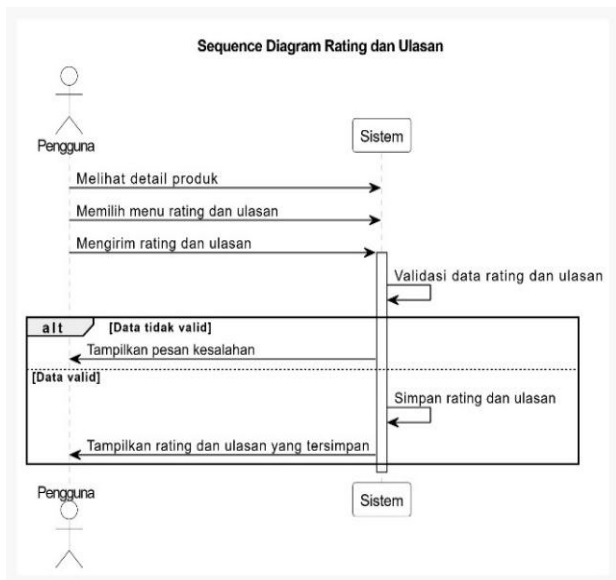 Sequence Diagram Rating dan Ulasan
Pengguna
Sistem
Melihat detail produk
Memilih menu rating dan ulasan
Mengirim rating dan ulasan
Validasi data rating dan ulasan
alt [Data tidak valid]
Tampilkan pesan kesalahan
[Data valid]
Simpan rating dan ulasan
Tampilkan rating dan ulasan yang tersimpan
Pengguna
Sistem